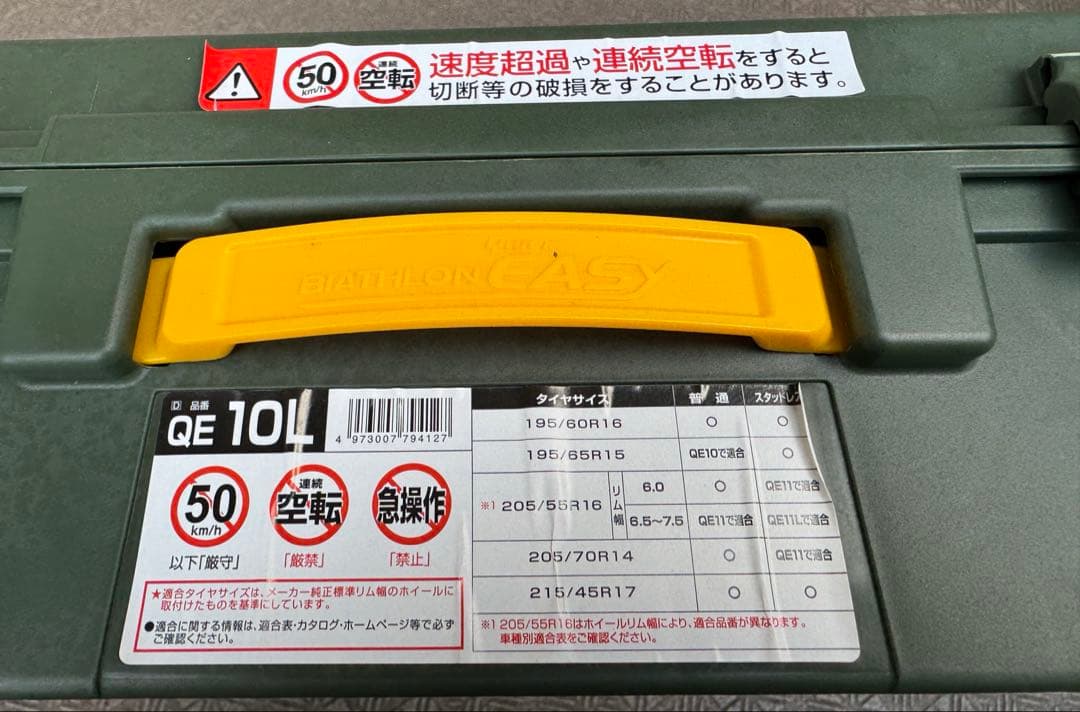 50 km/h 連続 空転 速度超過や連続空転をすると
切断等の破損をすることがあります。
BIATHLON EASY
D 品番
QE 10L
4 973007 794127
50 km/h
連続 空転
急操作
以下「厳守」 「厳禁」 「禁止」
★適合タイヤサイズは、メーカー純正標準リム幅のホイールに
取付けたものを基準にしています。
●適合に関する情報は、適合表・カタログ・ホームページ等で必ず
ご確認ください。
タイヤサイズ 普通 スタッドレス
195/60R16 ○ ○
195/65R15 QE10で適合 ○
※1 205/55R16 リム幅 6.0 ○ QE11で適合
6.5〜7.5 QE11で適合 QE11Lで適合
205/70R14 ○ QE11で適合
215/45R17 ○ ○
※1 205/55R16はホイールリム幅により、適合品番が異なります。
車種別適合表をご確認ください。